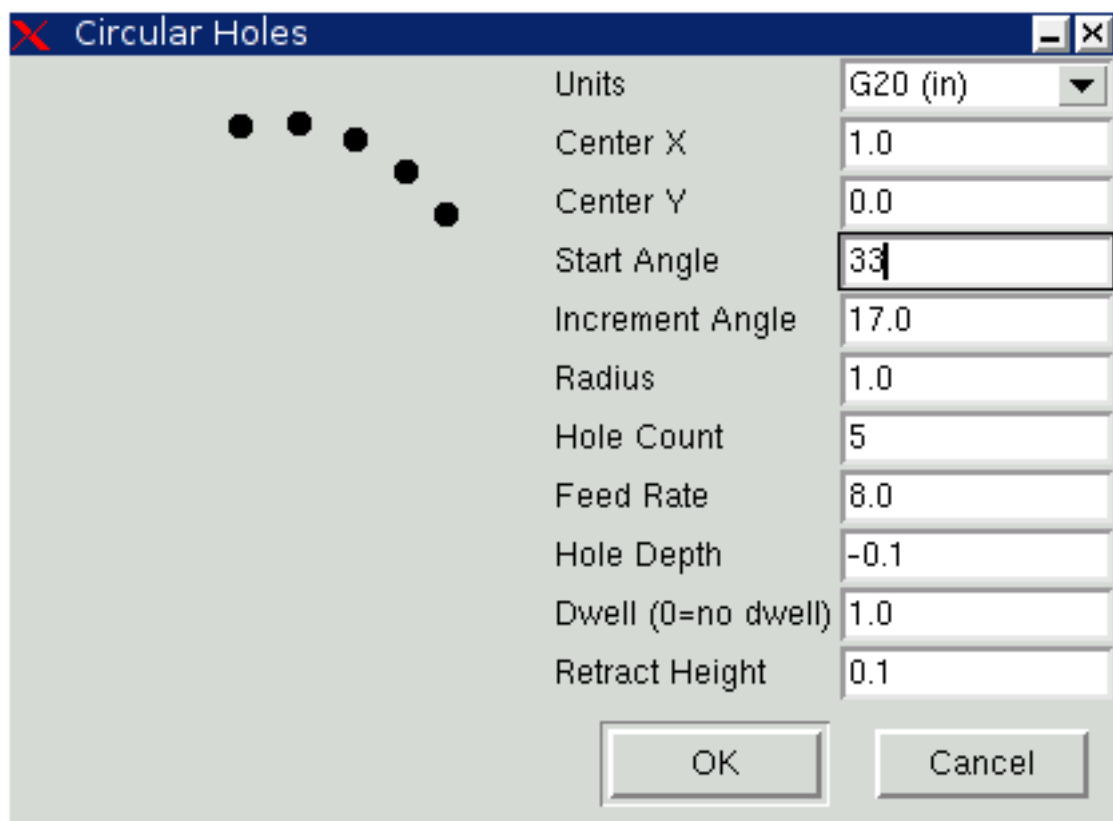 Circular Holes
Units G20 (in)
Center X 1.0
Center Y 0.0
Start Angle 33
Increment Angle 17.0
Radius 1.0
Hole Count 5
Feed Rate 8.0
Hole Depth -0.1
Dwell (0=no dwell) 1.0
Retract Height 0.1
OK Cancel